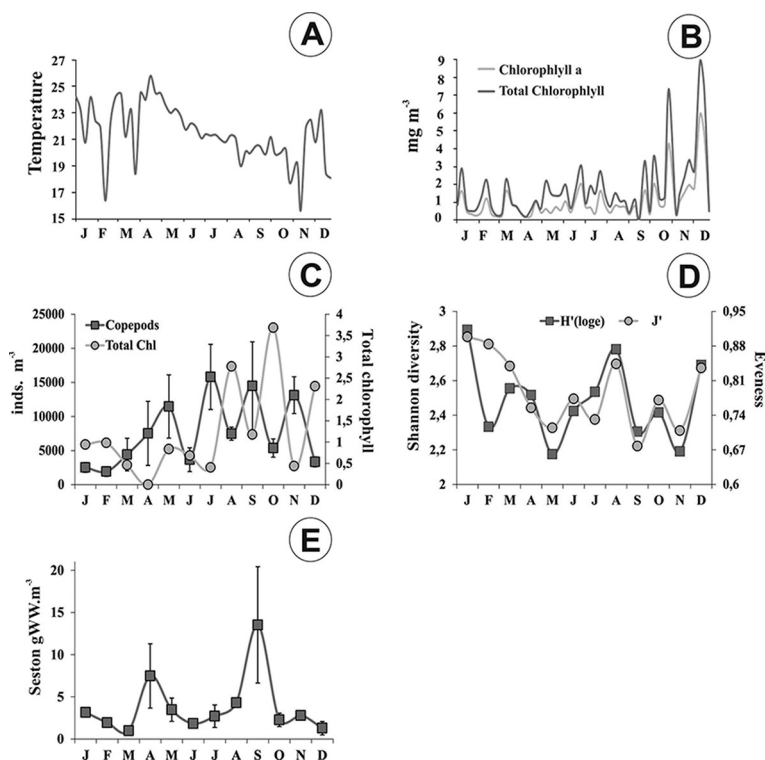 A
27
25
23
21
19
17
15
Temperature
J F M A M J J A S O N D
B
9
8
7
6
5
4
3
2
1
0
mg m-3
Chlorophyll a
Total Chlorophyll
J F M A M J J A S O N D
C
25000
20000
15000
10000
5000
0
inds. m-3
Copepods
Total Chl
4
3,5
3
2,5
2
1,5
1
0,5
0
Total chlorophyll
J F M A M J J A S O N D
D
3
2,8
2,6
2,4
2,2
2
Shannon diversity
H'(loge) J'
0,95
0,88
0,81
0,74
0,67
0,6
Eveness
J F M A M J J A S O N D
E
20
15
10
5
0
Seston gWW.m-3
J F M A M J J A S O N D